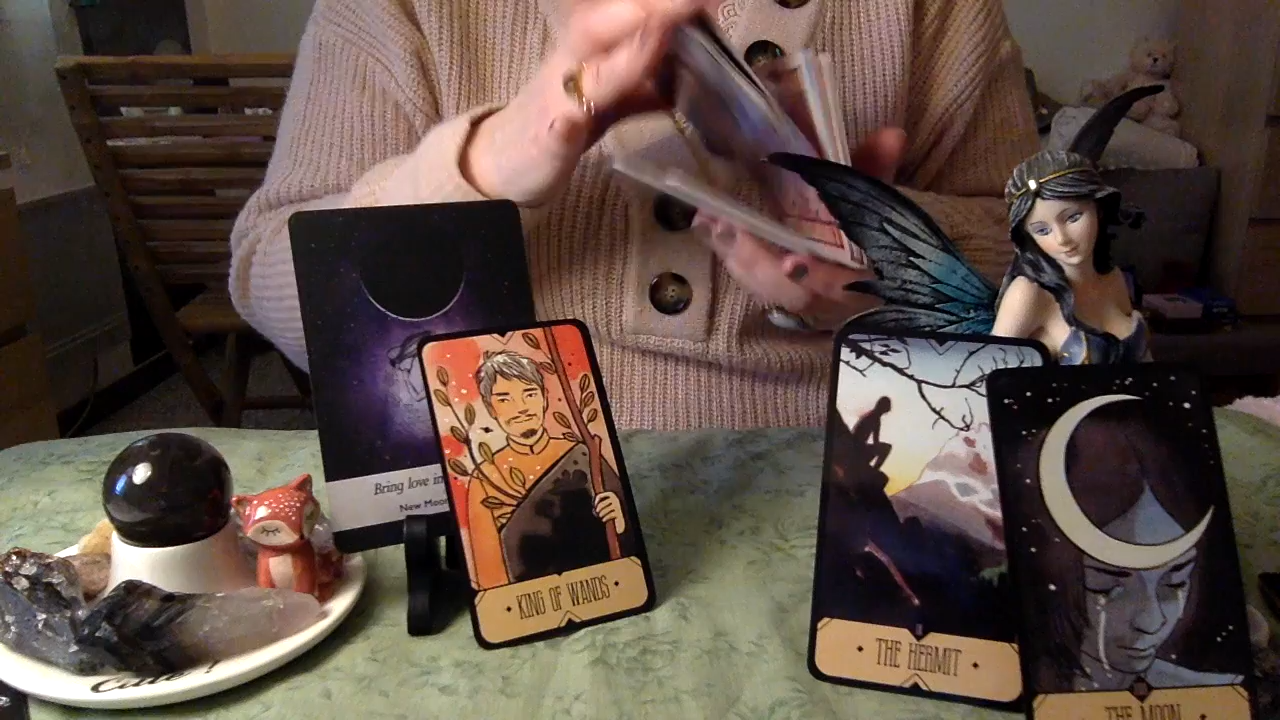 Bring love in
New Moon
KING OF WANDS
THE HERMIT
THE MOON